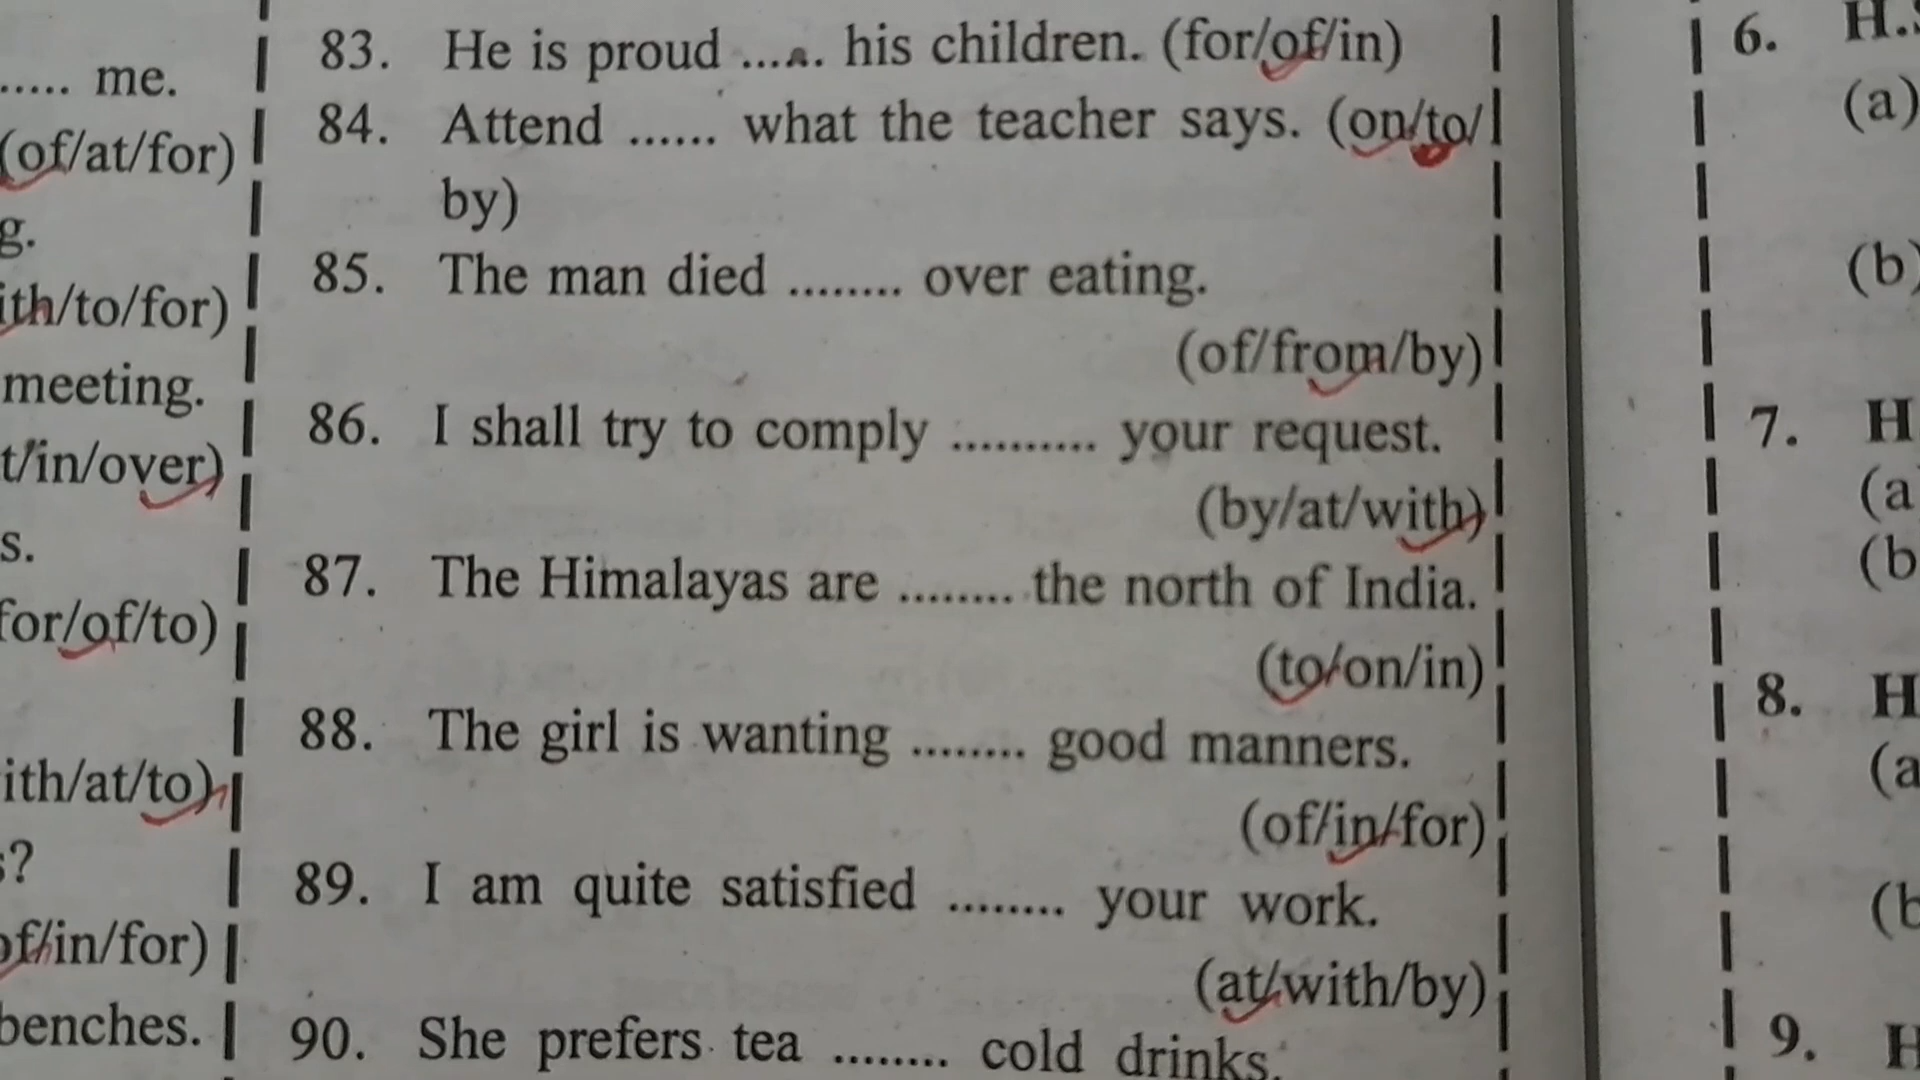 ..... me.
(of/at/for)
g.
ith/to/for)
meeting.
t/in/over)
s.
for/of/to)
ith/at/to)
s?
of/in/for)
benches.
83. He is proud ...... his children. (for/of/in)
84. Attend ...... what the teacher says. (on/to/
by)
85. The man died ........ over eating.
(of/from/by)
86. I shall try to comply .......... your request.
(by/at/with)
87. The Himalayas are ........ the north of India.
(to/on/in)
88. The girl is wanting ........ good manners.
(of/in/for)
89. I am quite satisfied ........ your work.
(at/with/by)
90. She prefers tea ........ cold drinks.
6. H.
(a)
(b)
7. H
(a
(b
8. H
(a
(b
9. H